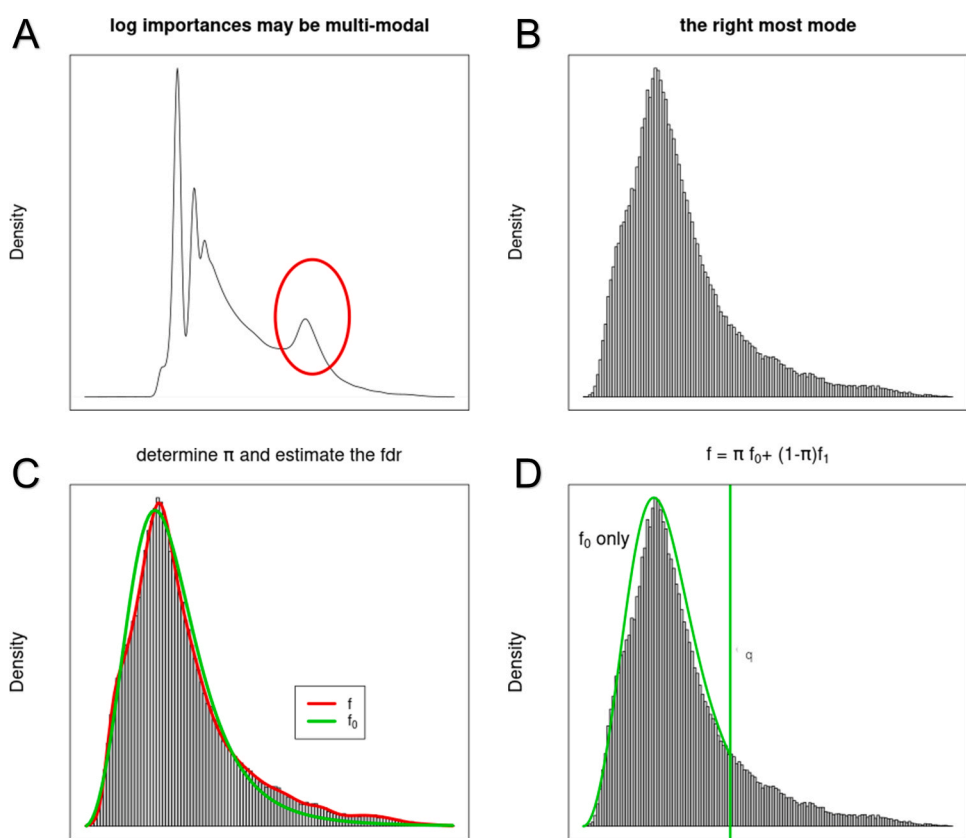 A
log importances may be multi-modal
Density
B
the right most mode
Density
C
determine π and estimate the fdr
Density
f
f₀
D
f = π f₀+ (1-π)f₁
Density
f₀ only
q